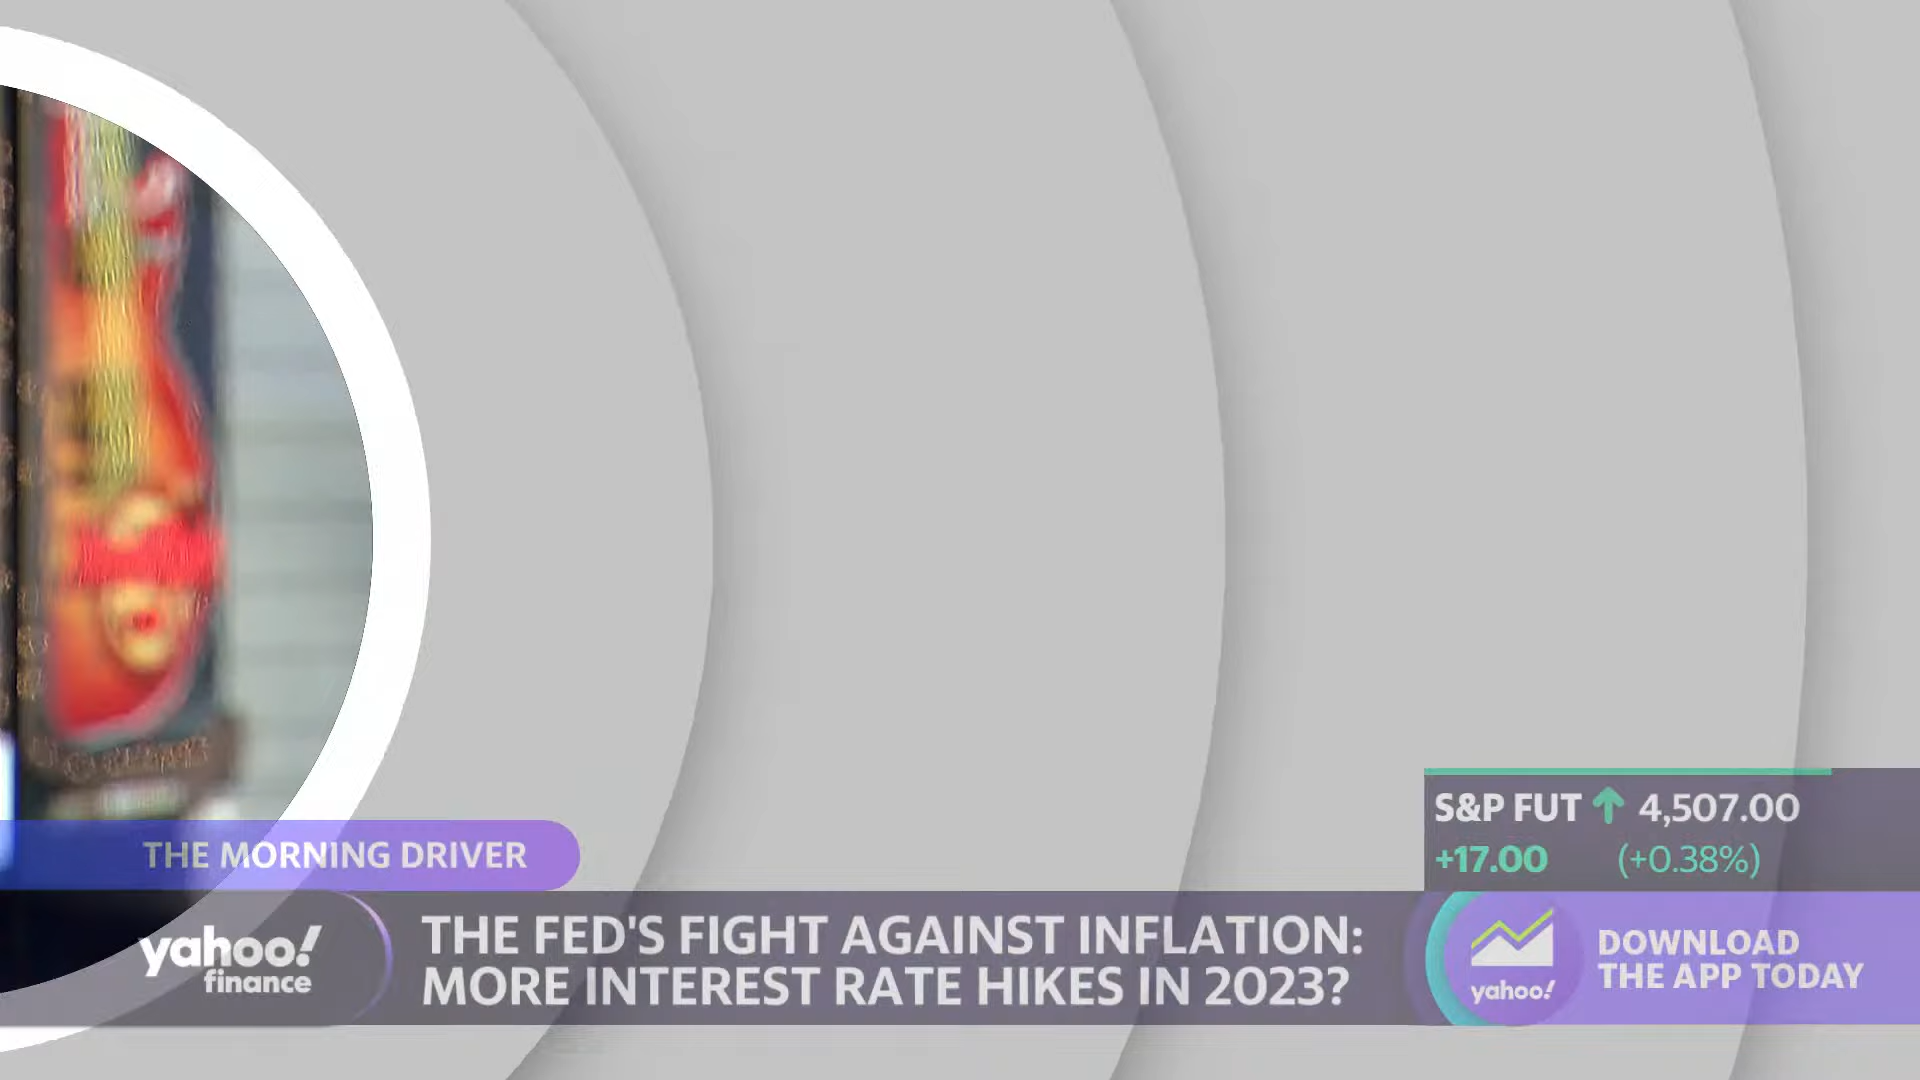 S&P FUT 4,507.00
+17.00 (+0.38%)
THE MORNING DRIVER
yahoo!
finance
THE FED'S FIGHT AGAINST INFLATION:
MORE INTEREST RATE HIKES IN 2023?
yahoo!
DOWNLOAD
THE APP TODAY